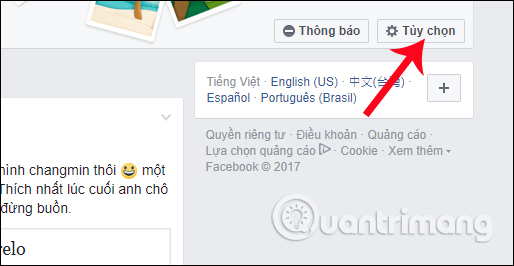 Thông báo
Tùy chọn
Tiếng Việt · English (US) · 中文(台灣) ·
Español · Português (Brasil)
+
Quyền riêng tư · Điều khoản · Quảng cáo ·
Lựa chọn quảng cáo · Cookie · Xem thêm
Facebook © 2017
mình changmin thôi 😀 một
Thích nhất lúc cuối anh chô
đừng buồn.
relo
Quantrimang